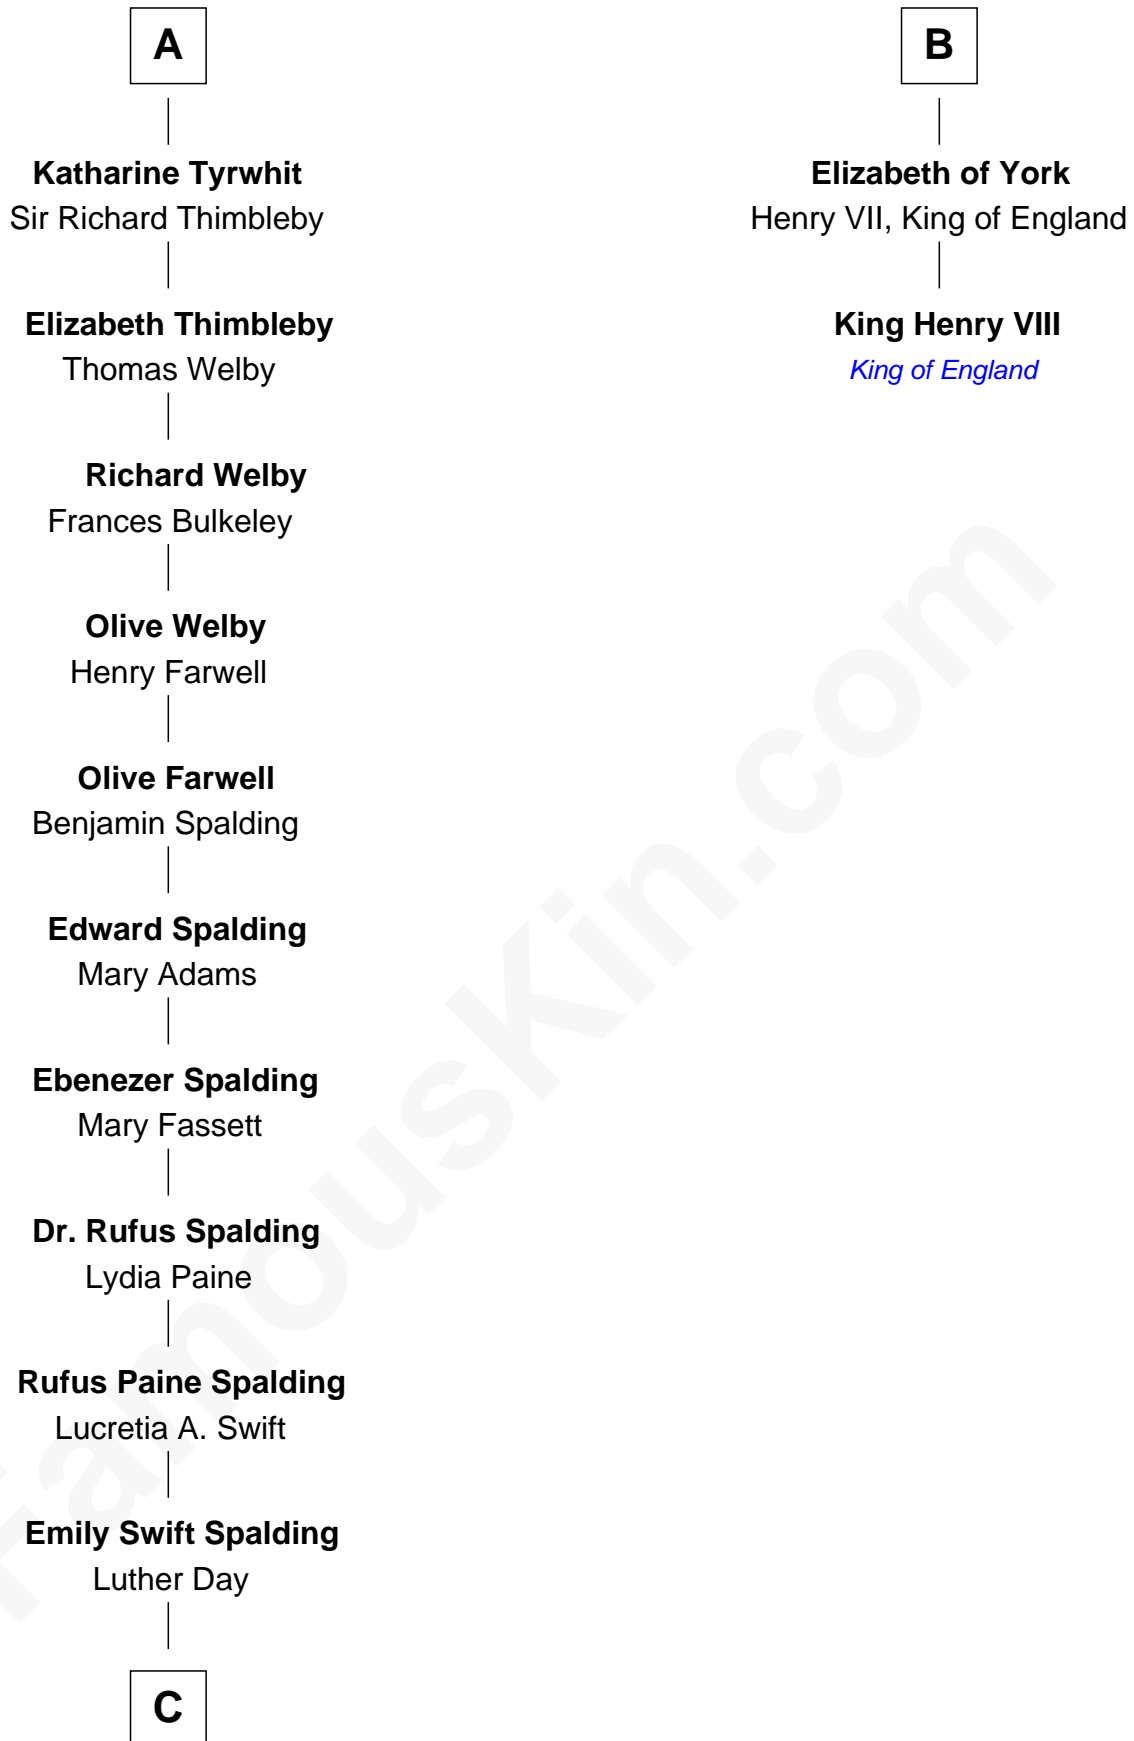 A
Katharine Tyrwhit
Sir Richard Thimbleby
Elizabeth Thimbleby
Thomas Welby
Richard Welby
Frances Bulkeley
Olive Welby
Henry Farwell
Olive Farwell
Benjamin Spalding
Edward Spalding
Mary Adams
Ebenezer Spalding
Mary Fassett
Dr. Rufus Spalding
Lydia Paine
Rufus Paine Spalding
Lucretia A. Swift
Emily Swift Spalding
Luther Day
C
B
Elizabeth of York
Henry VII, King of England
King Henry VIII
King of England
FamousKin.com